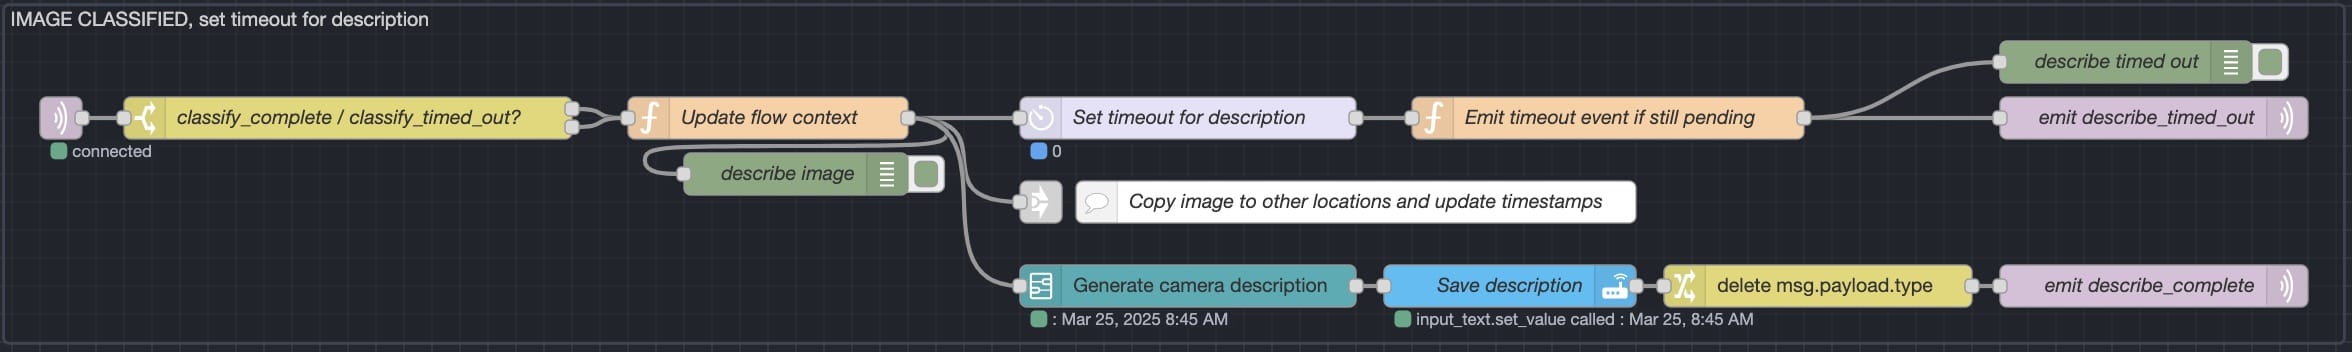 IMAGE CLASSIFIED, set timeout for description
describe timed out
classify_complete / classify_timed_out?
Update flow context
Set timeout for description
Emit timeout event if still pending
emit describe_timed_out
connected
0
describe image
Copy image to other locations and update timestamps
Generate camera description
Save description
delete msg.payload.type
emit describe_complete
: Mar 25, 2025 8:45 AM
input_text.set_value called : Mar 25, 8:45 AM